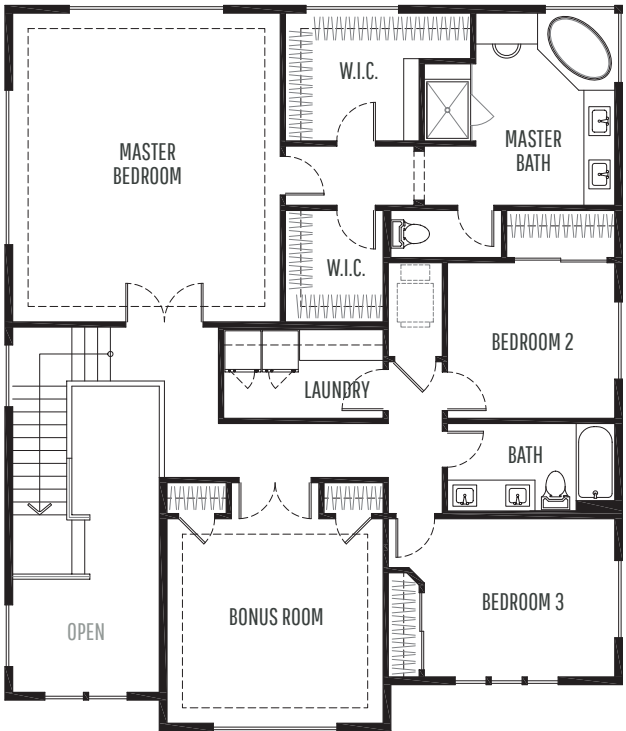 W.I.C.
MASTER
BEDROOM
MASTER
BATH
W.I.C.
BEDROOM 2
LAUNDRY
BATH
BEDROOM 3
BONUS ROOM
OPEN